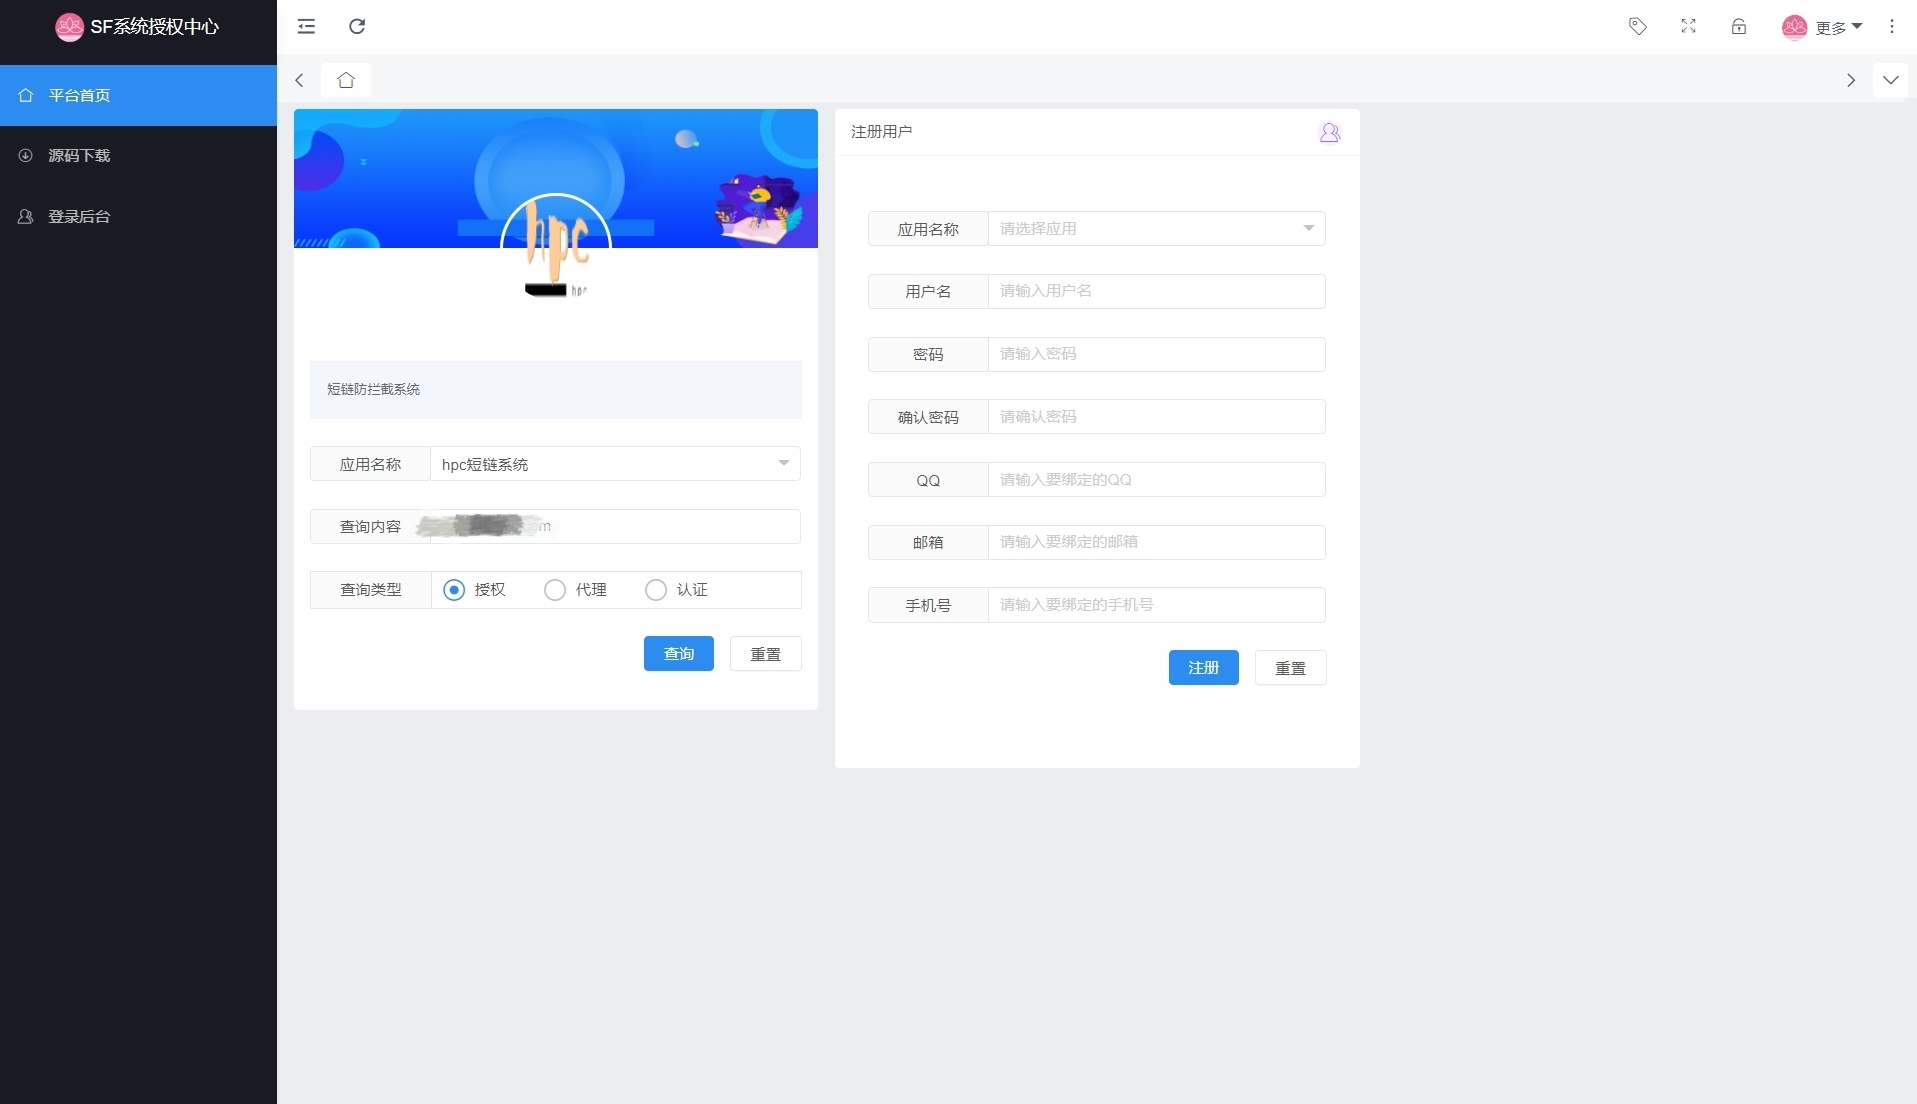 SF系统授权中心
更多
平台首页
源码下载
登录后台
hpc
hpc
短链防拦截系统
应用名称
hpc短链系统
查询内容
om
查询类型
授权
代理
认证
查询
重置
注册用户
应用名称
请选择应用
用户名
请输入用户名
密码
请输入密码
确认密码
请确认密码
QQ
请输入要绑定的QQ
邮箱
请输入要绑定的邮箱
手机号
请输入要绑定的手机号
注册
重置